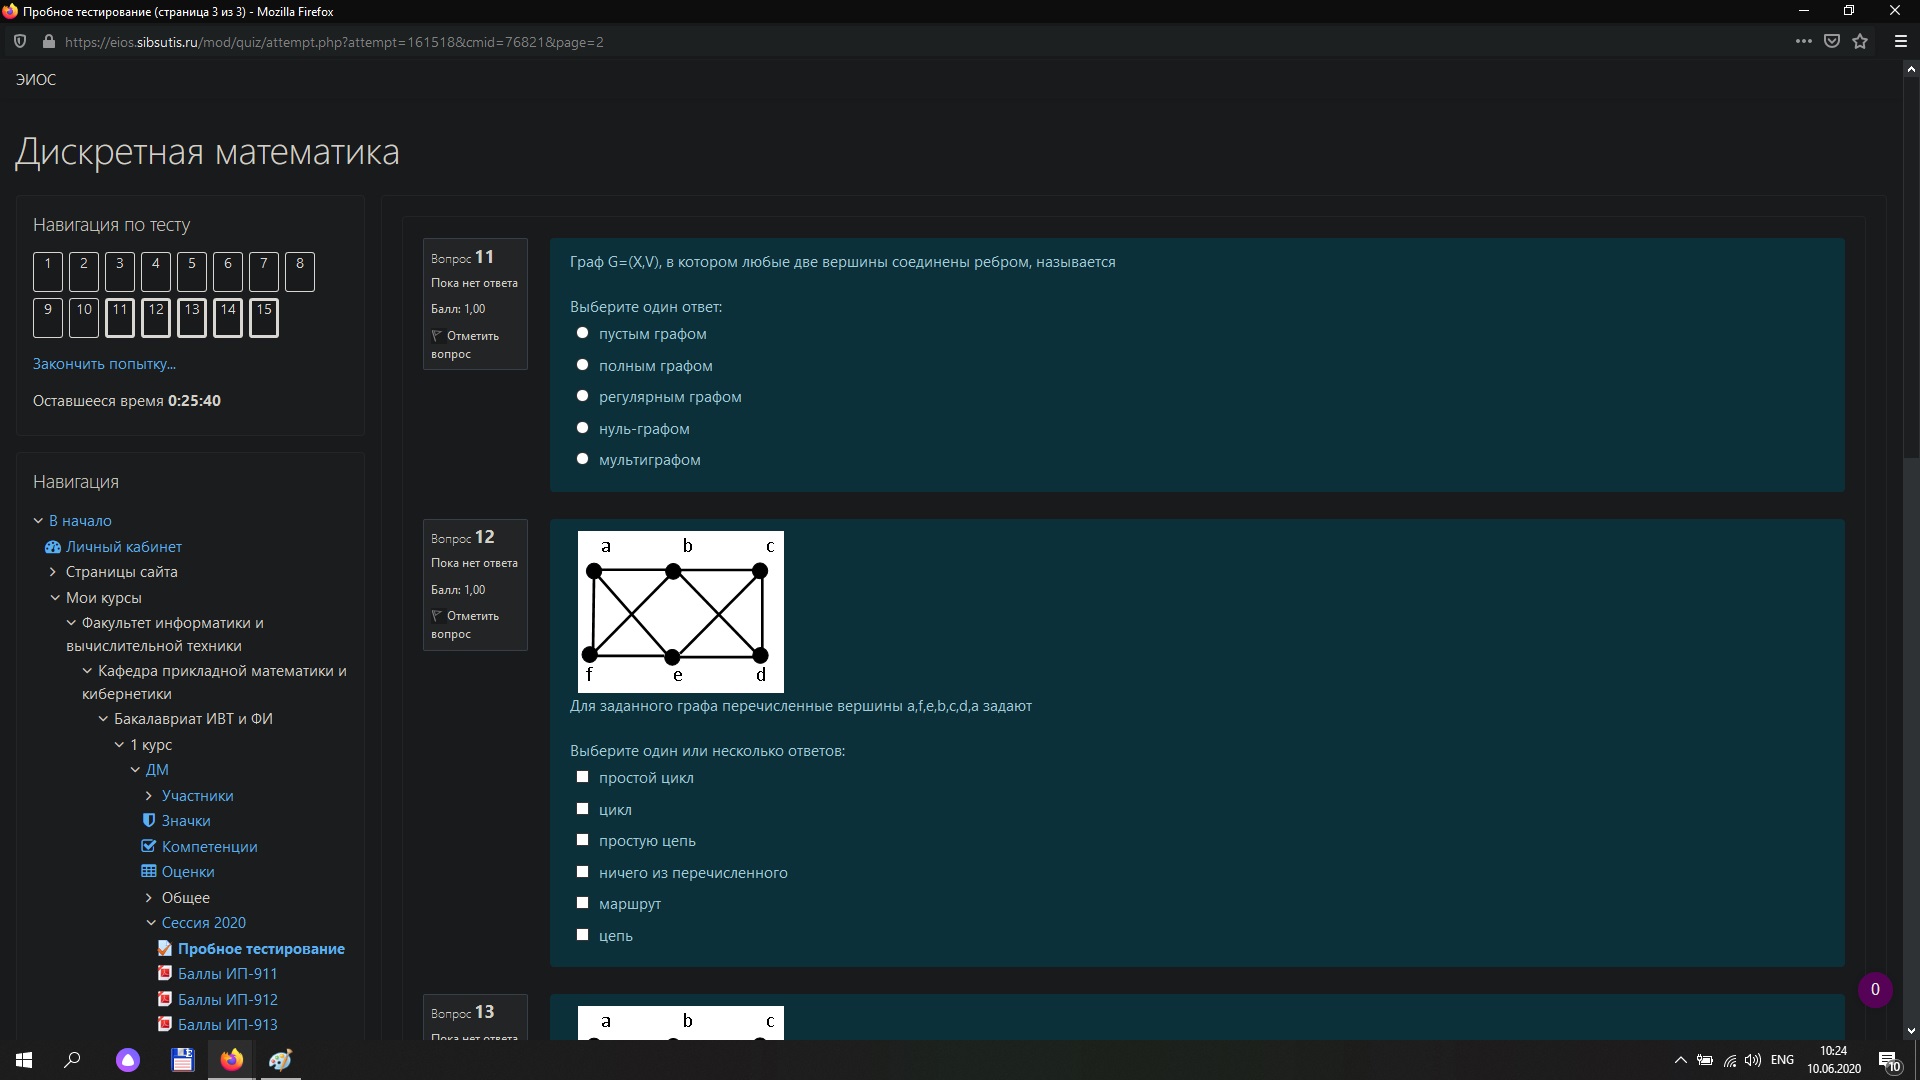 Пробное тестирование (страница 3 из 3) - Mozilla Firefox
https://eios.sibsutis.ru/mod/quiz/attempt.php?attempt=161518&cmid=76821&page=2
ЭИОС
Дискретная математика
Навигация по тесту
1 2 3 4 5 6 7 8
9 10 11 12 13 14 15
Закончить попытку...
Оставшееся время 0:25:40
Навигация
В начало
Личный кабинет
Страницы сайта
Мои курсы
Факультет информатики и
вычислительной техники
Кафедра прикладной математики и
кибернетики
Бакалавриат ИВТ и ФИ
1 курс
ДМ
Участники
Значки
Компетенции
Оценки
Общее
Сессия 2020
Пробное тестирование
Баллы ИП-911
Баллы ИП-912
Баллы ИП-913
Вопрос 11
Пока нет ответа
Балл: 1,00
Отметить
вопрос
Граф G=(X,V), в котором любые две вершины соединены ребром, называется
Выберите один ответ:
пустым графом
полным графом
регулярным графом
нуль-графом
мультиграфом
Вопрос 12
Пока нет ответа
Балл: 1,00
Отметить
вопрос
a b c
f e d
Для заданного графа перечисленные вершины a,f,e,b,c,d,a задают
Выберите один или несколько ответов:
простой цикл
цикл
простую цепь
ничего из перечисленного
маршрут
цепь
Вопрос 13
Пока нет ответа
a b c
0
ENG
10:24
10.06.2020
10